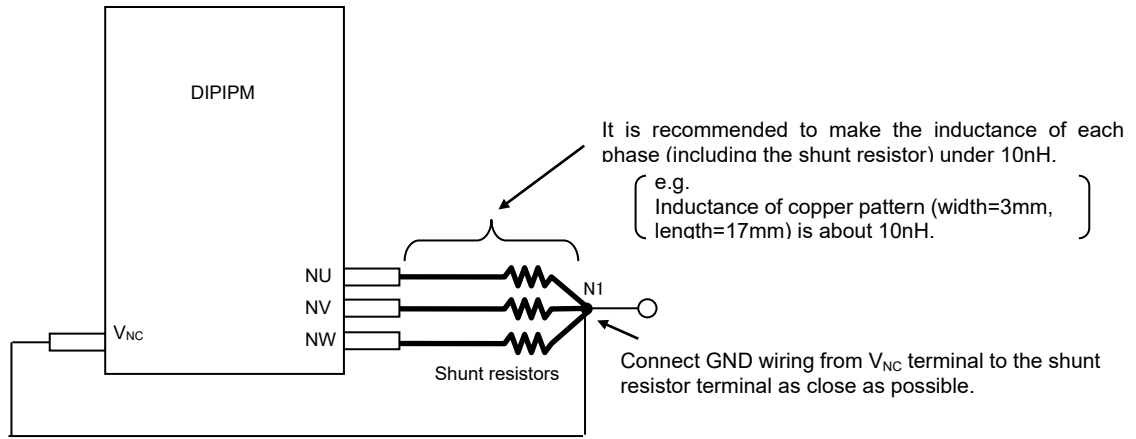 DIPIPM
It is recommended to make the inductance of each
phase (including the shunt resistor) under 10nH.
e.g.
Inductance of copper pattern (width=3mm,
length=17mm) is about 10nH.
NU
N1
NV
VNC
NW
Shunt resistors
Connect GND wiring from VNC terminal to the shunt
resistor terminal as close as possible.